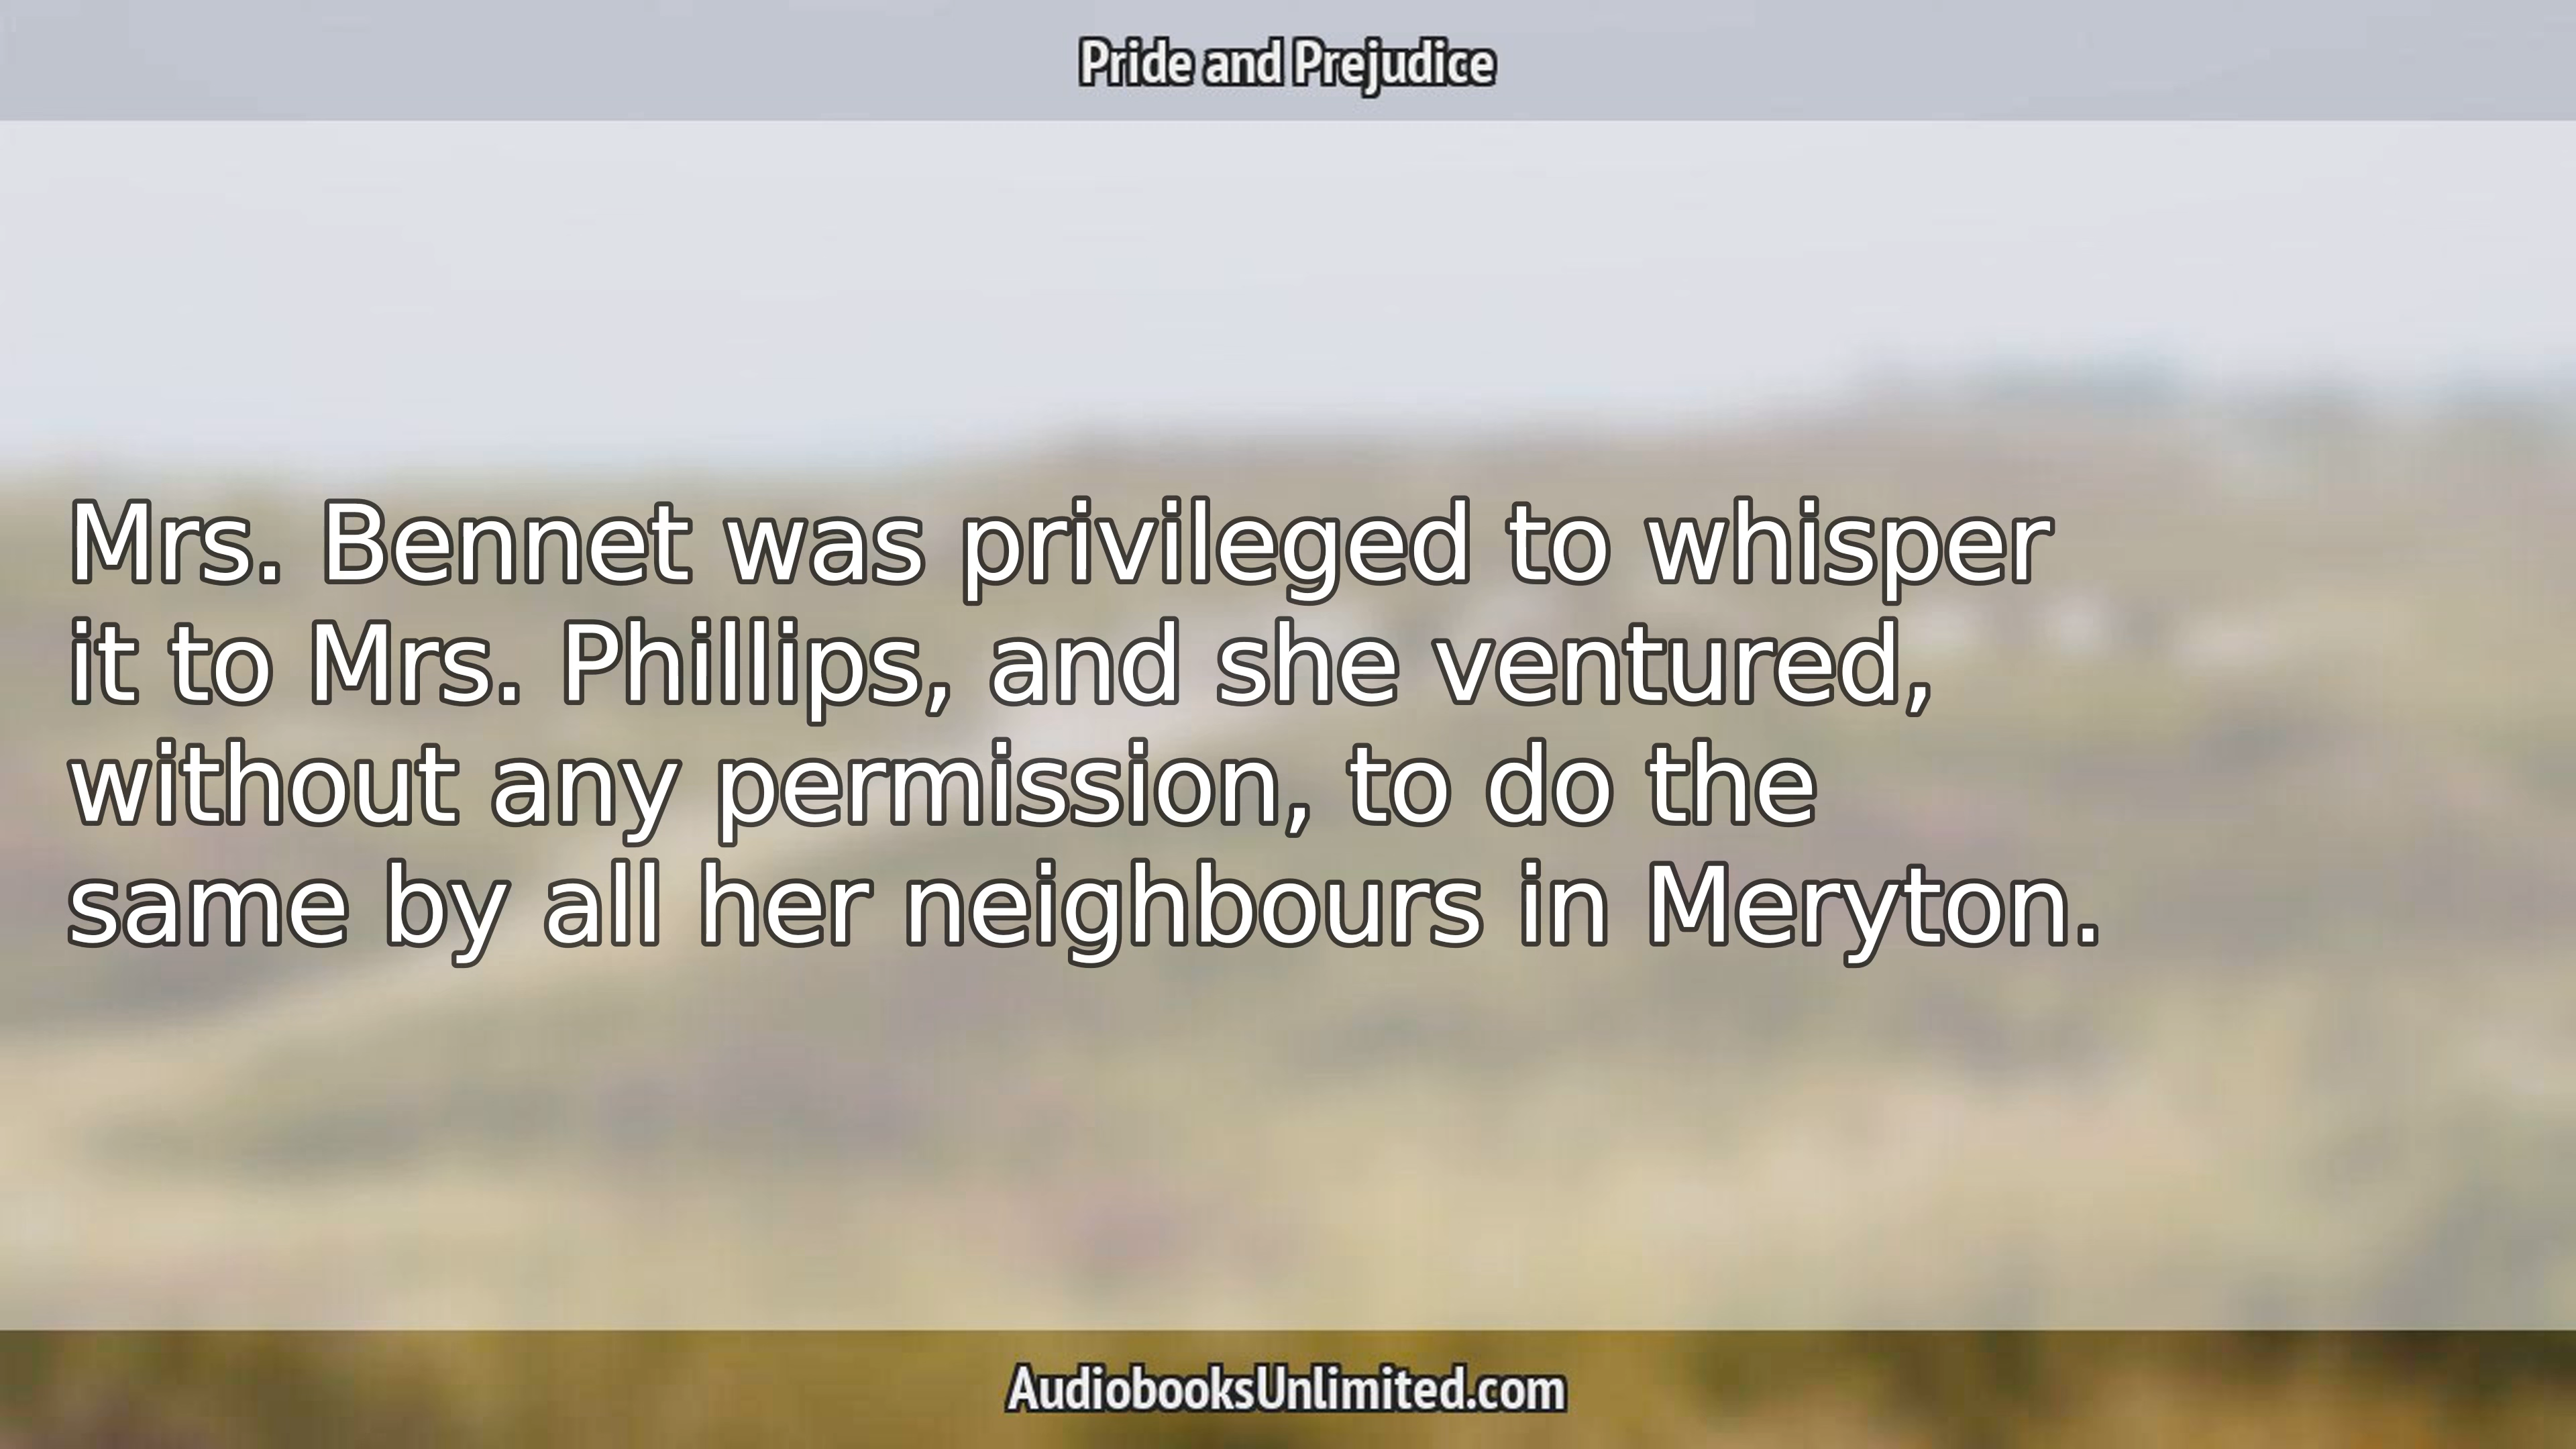 Pride and Prejudice
Mrs. Bennet was privileged to whisper
it to Mrs. Phillips, and she ventured,
without any permission, to do the
same by all her neighbours in Meryton.
AudiobooksUnlimited.com